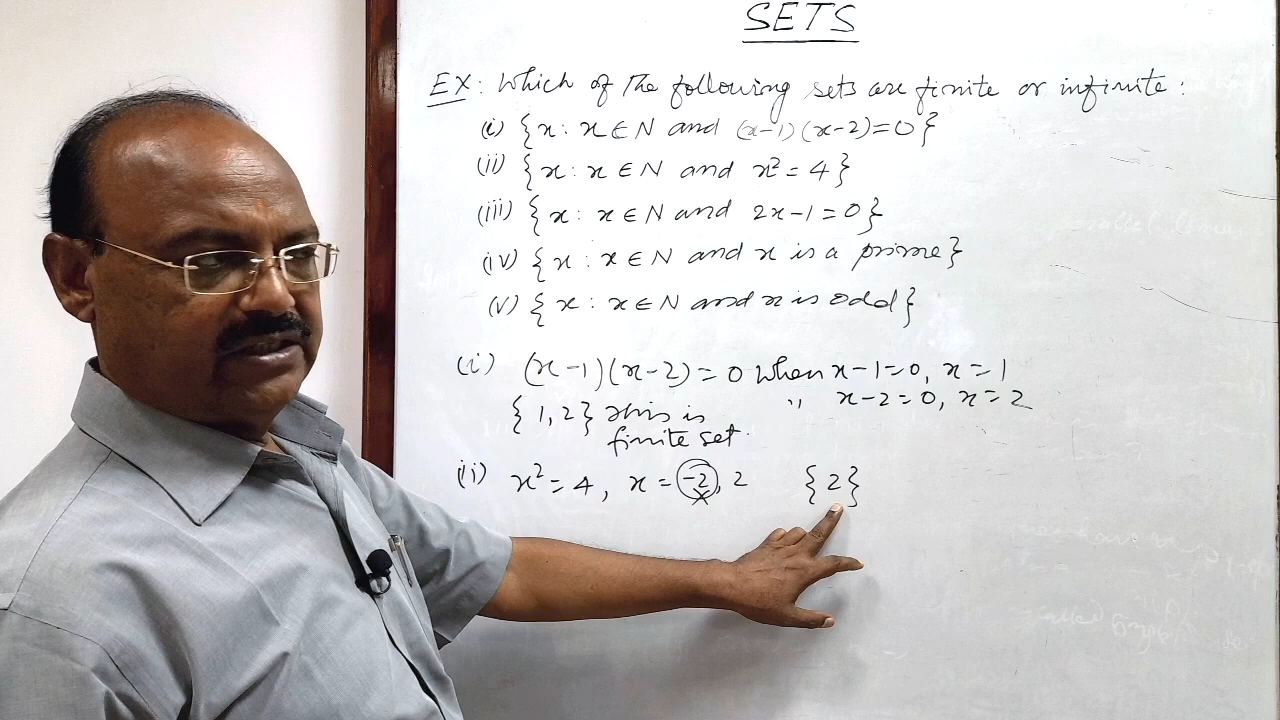 SETS
EX: Which of the following sets are finite or infinite:
(i) {x: x ∈ N and (x-1)(x-2)=0}
(ii) {x: x ∈ N and x² = 4}
(iii) {x: x ∈ N and 2x-1=0}
(iv) {x: x ∈ N and x is a prime}
(v) {x: x ∈ N and x is odd}
(i) (x-1)(x-2) = 0 when x-1=0, x=1
{1,2} This is " x-2=0, x=2
finite set.
(ii) x²=4, x = -2, 2 {2}